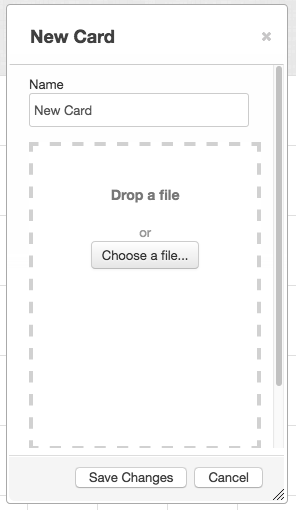 New Card
Name
New Card
Drop a file
or
Choose a file...
Save Changes
Cancel